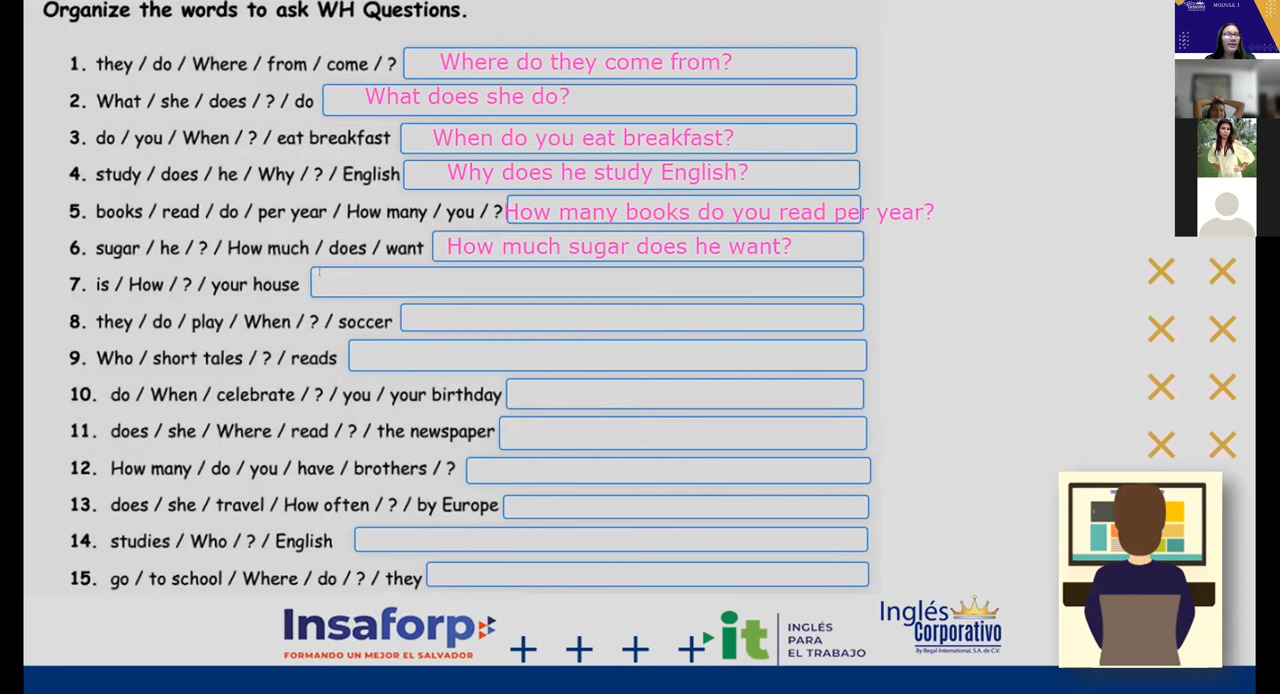 Organize the words to ask WH Questions.
1. they / do / Where / from / come / ? Where do they come from?
2. What / she / does / ? / do What does she do?
3. do / you / When / ? / eat breakfast When do you eat breakfast?
4. study / does / he / Why / ? / English Why does he study English?
5. books / read / do / per year / How many / you / ? How many books do you read per year?
6. sugar / he / ? / How much / does / want How much sugar does he want?
7. is / How / ? / your house
8. they / do / play / When / ? / soccer
9. Who / short tales / ? / reads
10. do / When / celebrate / ? / you / your birthday
11. does / she / Where / read / ? / the newspaper
12. How many / do / you / have / brothers / ?
13. does / she / travel / How often / ? / by Europe
14. studies / Who / ? / English
15. go / to school / Where / do / ? / they
Insaforp
FORMANDO UN MEJOR EL SALVADOR
it
INGLÉS
PARA
EL TRABAJO
Inglés
Corporativo
By Regal International, S.A. de C.V.
MODULE 1